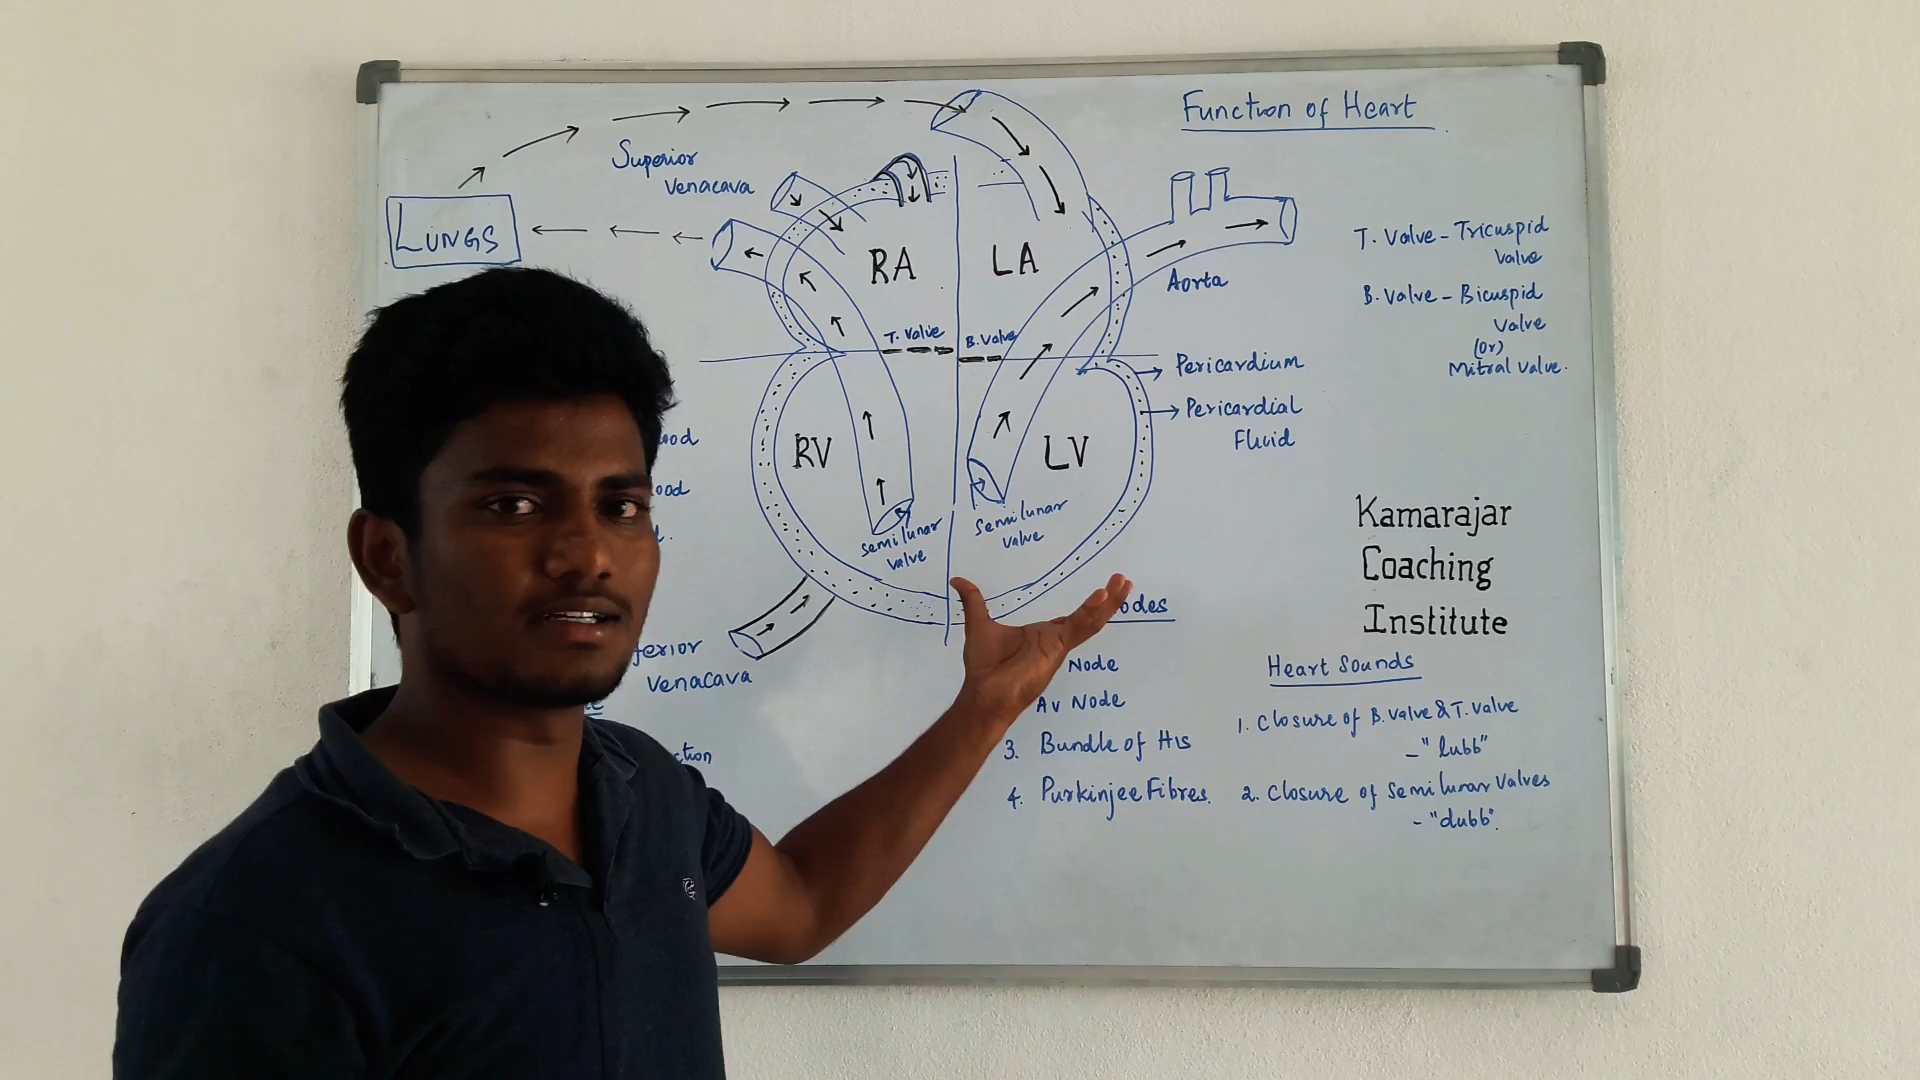 Function of Heart
Superior
Venacava
LUNGS
RA
LA
T. Valve
B. Valve
Aorta
T. Valve - Tricuspid
Valve
B. Valve - Bicuspid
Valve
(or)
Mitral Valve.
Pericardium
Pericardial
Fluid
RV
LV
Semilunar
valve
Semilunar
valve
Venacava
Kamarajar
Coaching
Institute
Node
AV Node
3. Bundle of His
4. Purkinjee Fibres.
Heart Sounds
1. Closure of B. Valve & T. Valve
- "lubb"
2. Closure of Semilunar Valves
- "dubb".